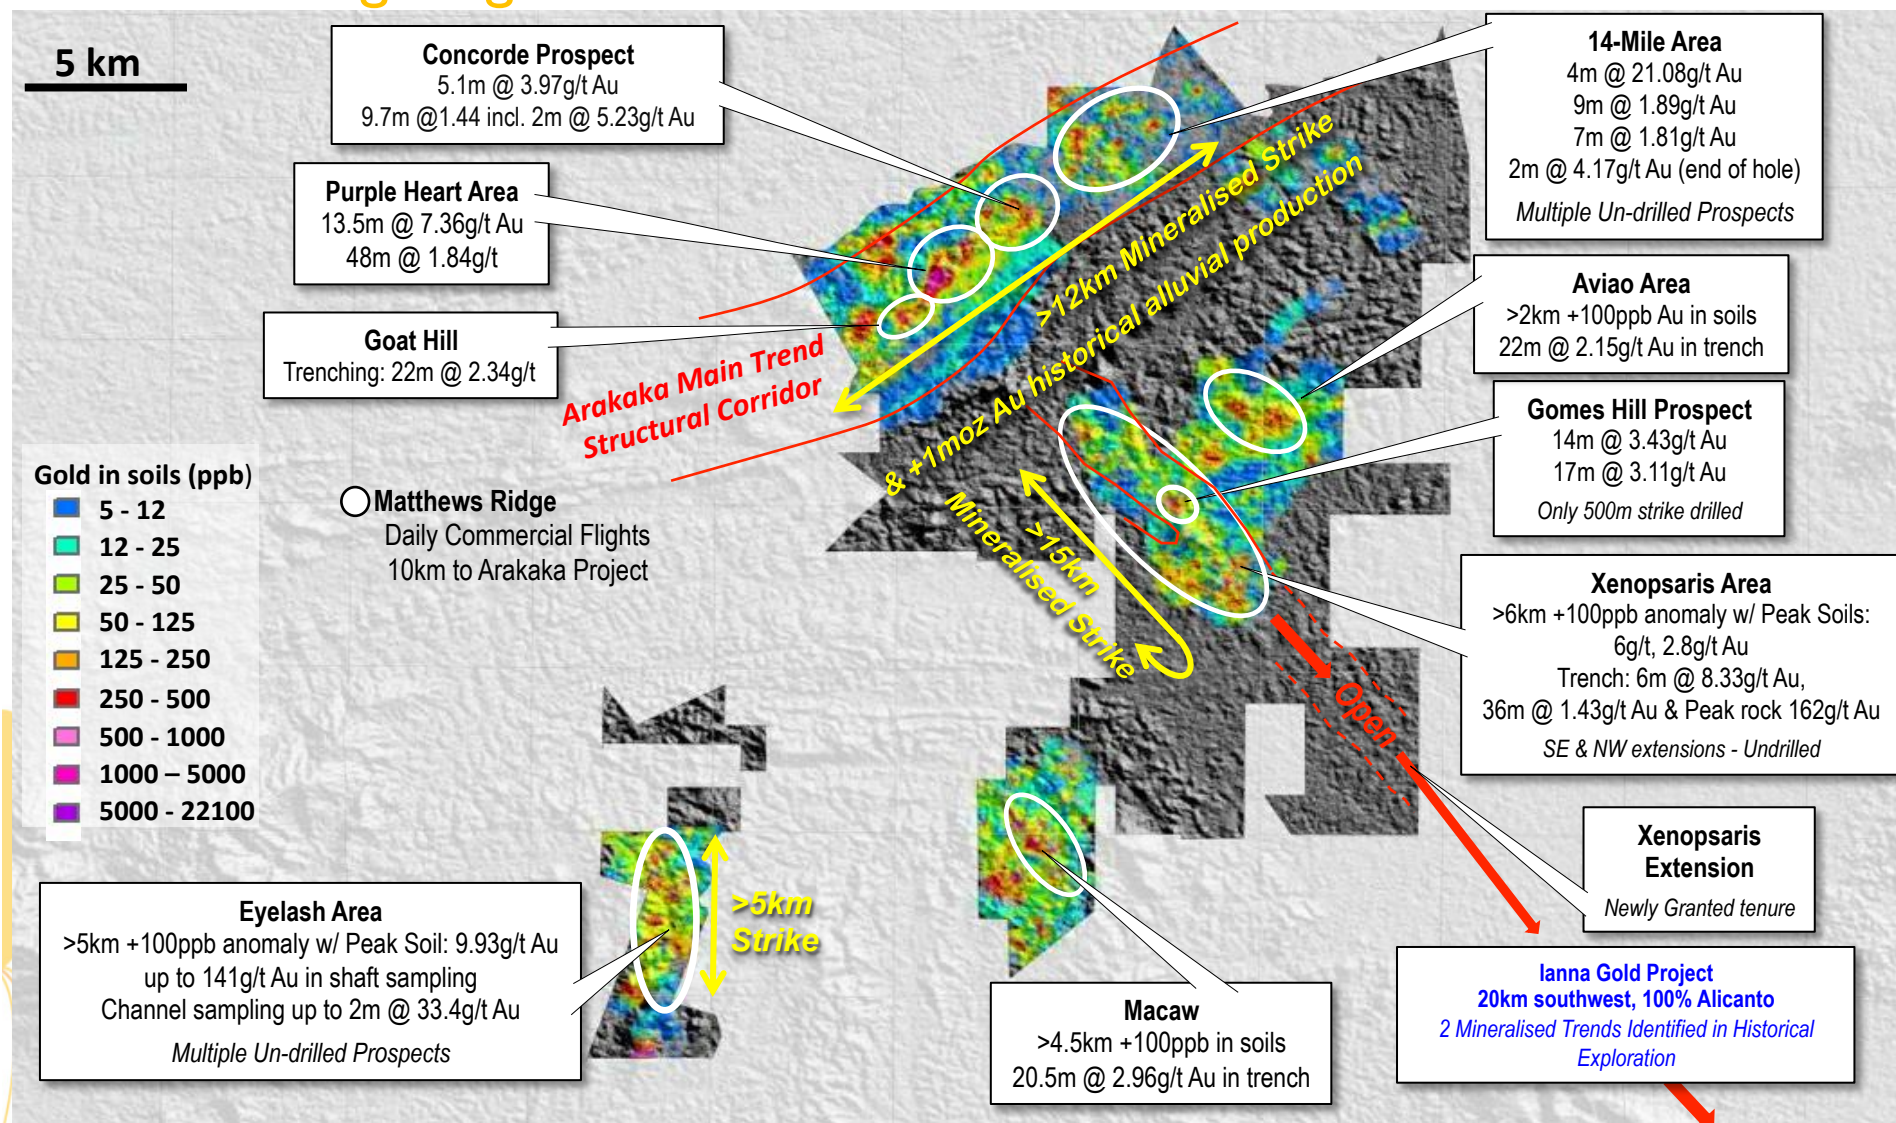 5 km
Concorde Prospect
5.1m @ 3.97g/t Au
9.7m @1.44 incl. 2m @ 5.23g/t Au
14-Mile Area
4m @ 21.08g/t Au
9m @ 1.89g/t Au
7m @ 1.81g/t Au
2m @ 4.17g/t Au (end of hole)
Multiple Un-drilled Prospects
Purple Heart Area
13.5m @ 7.36g/t Au
48m @ 1.84g/t
Goat Hill
Trenching: 22m @ 2.34g/t
Arakaka Main Trend
Structural Corridor
>12km Mineralised Strike
& +1moz Au historical alluvial production
Aviao Area
>2km +100ppb Au in soils
22m @ 2.15g/t Au in trench
Gomes Hill Prospect
14m @ 3.43g/t Au
17m @ 3.11g/t Au
Only 500m strike drilled
Gold in soils (ppb)
5 - 12
12 - 25
25 - 50
50 - 125
125 - 250
250 - 500
500 - 1000
1000 – 5000
5000 - 22100
Matthews Ridge
Daily Commercial Flights
10km to Arakaka Project
>15km
Mineralised Strike
Xenopsaris Area
>6km +100ppb anomaly w/ Peak Soils:
6g/t, 2.8g/t Au
Trench: 6m @ 8.33g/t Au,
36m @ 1.43g/t Au & Peak rock 162g/t Au
SE & NW extensions - Undrilled
Open
Xenopsaris
Extension
Newly Granted tenure
Eyelash Area
>5km +100ppb anomaly w/ Peak Soil: 9.93g/t Au
up to 141g/t Au in shaft sampling
Channel sampling up to 2m @ 33.4g/t Au
Multiple Un-drilled Prospects
>5km
Strike
Macaw
>4.5km +100ppb in soils
20.5m @ 2.96g/t Au in trench
Ianna Gold Project
20km southwest, 100% Alicanto
2 Mineralised Trends Identified in Historical
Exploration